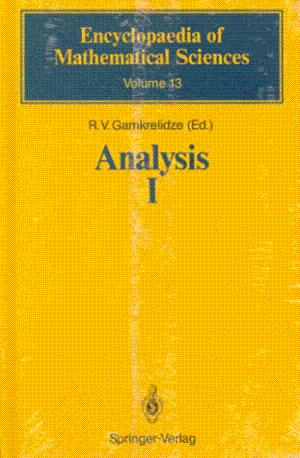 Encyclopaedia of
Mathematical Sciences
Volume 13
R.V. Gamkrelidze (Ed.)
Analysis
I
Springer-Verlag